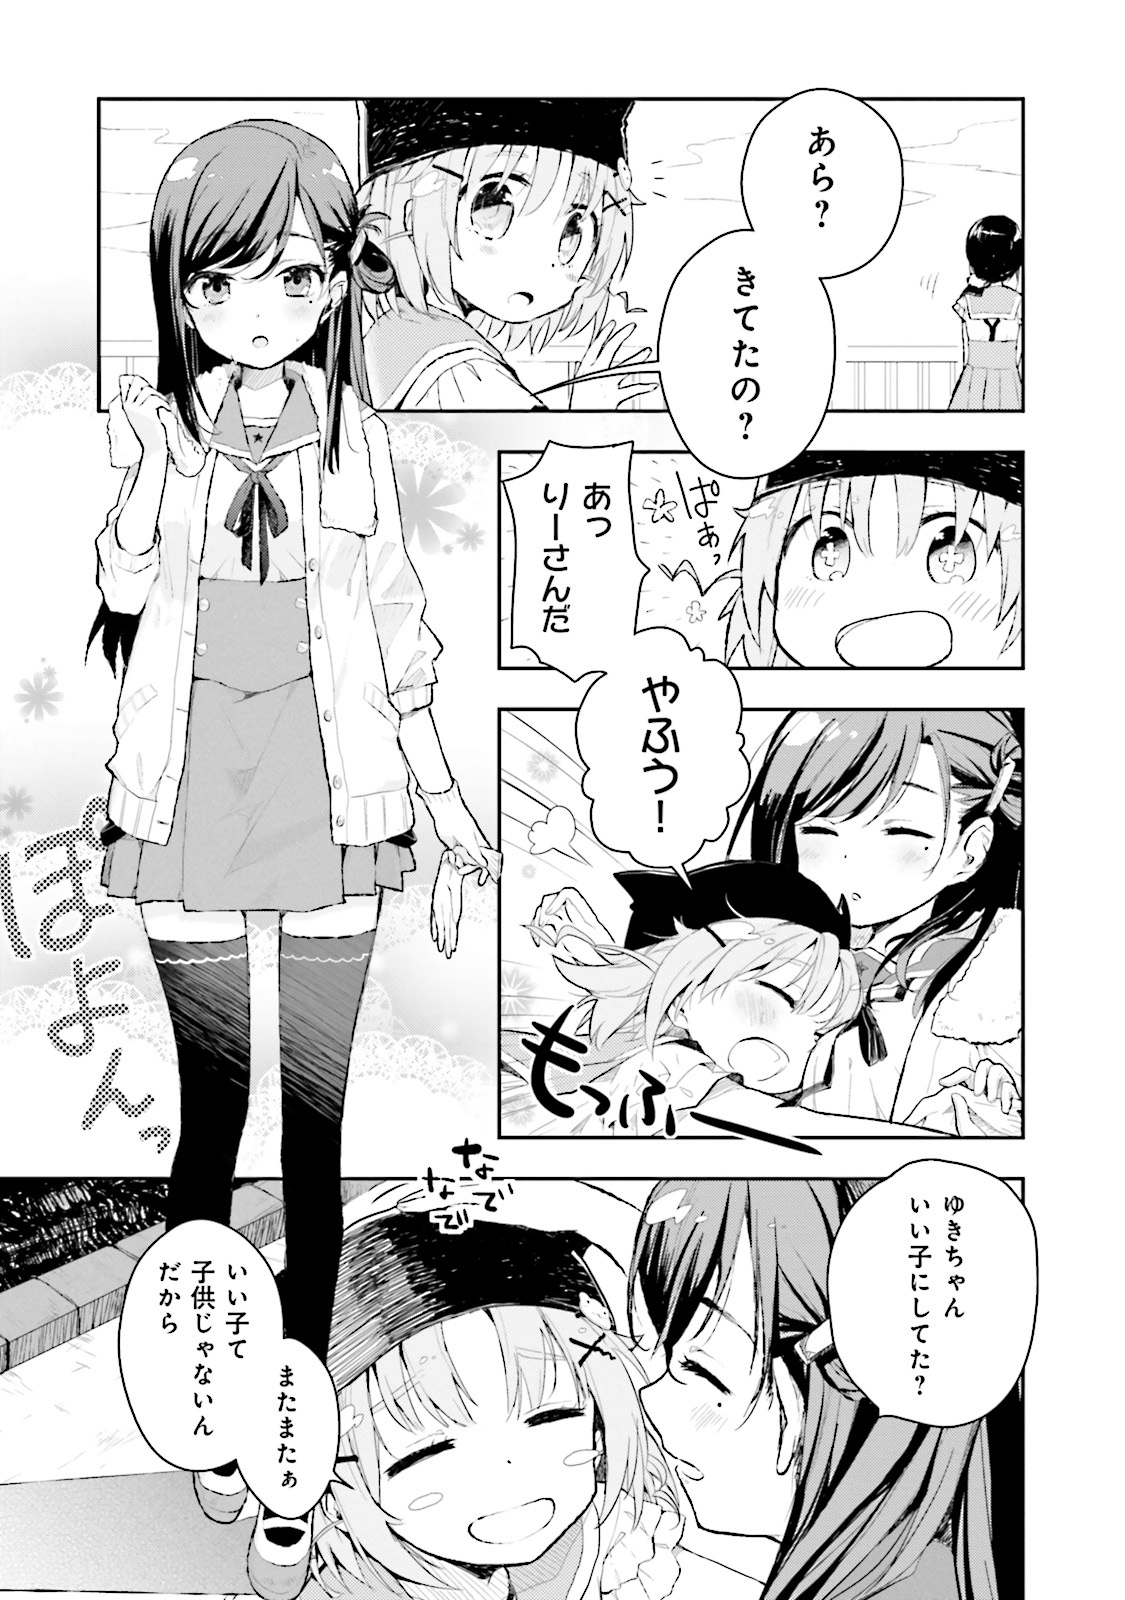 あら？
きてたの？
ぱぁっ
あっ
りーさんだ
やふぅ！
もっふー
ぽよんっ
ゆきちゃん
いい子にしてた？
なーでなーで
いい子て
子供じゃないん
だから
またまたぁ